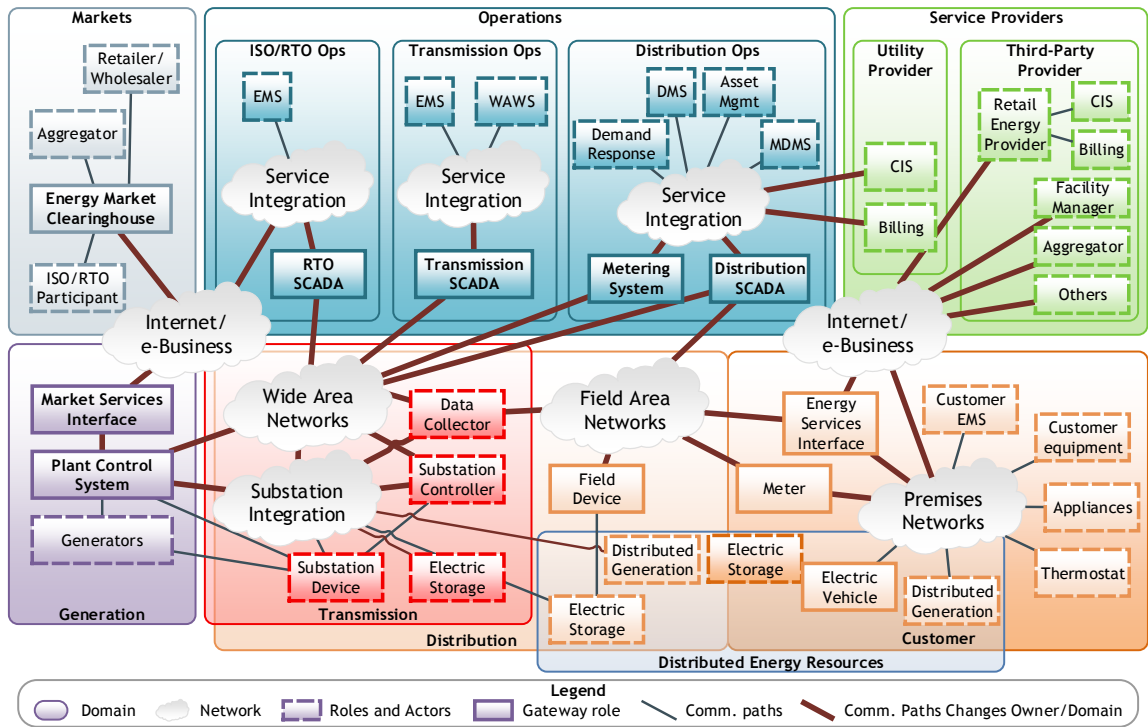 Markets
Retailer/
Wholesaler
Aggregator
Energy Market
Clearinghouse
ISO/RTO
Participant
Operations
ISO/RTO Ops
EMS
Service
Integration
RTO
SCADA
Transmission Ops
EMS
WAWS
Service
Integration
Transmission
SCADA
Distribution Ops
DMS
Asset
Mgmt
Demand
Response
MDMS
Service
Integration
Metering
System
Distribution
SCADA
Service Providers
Utility
Provider
CIS
Billing
Third-Party
Provider
Retail
Energy
Provider
CIS
Billing
Facility
Manager
Aggregator
Others
Internet/
e-Business
Internet/
e-Business
Market Services
Interface
Plant Control
System
Generators
Generation
Wide Area
Networks
Data
Collector
Substation
Integration
Substation
Controller
Substation
Device
Electric
Storage
Transmission
Field Area
Networks
Field
Device
Distributed
Generation
Electric
Storage
Electric
Storage
Distribution
Energy
Services
Interface
Meter
Customer
EMS
Customer
equipment
Premises
Networks
Appliances
Thermostat
Electric
Vehicle
Distributed
Generation
Customer
Distributed Energy Resources
Legend
Domain
Network
Roles and Actors
Gateway role
Comm. paths
Comm. Paths Changes Owner/Domain